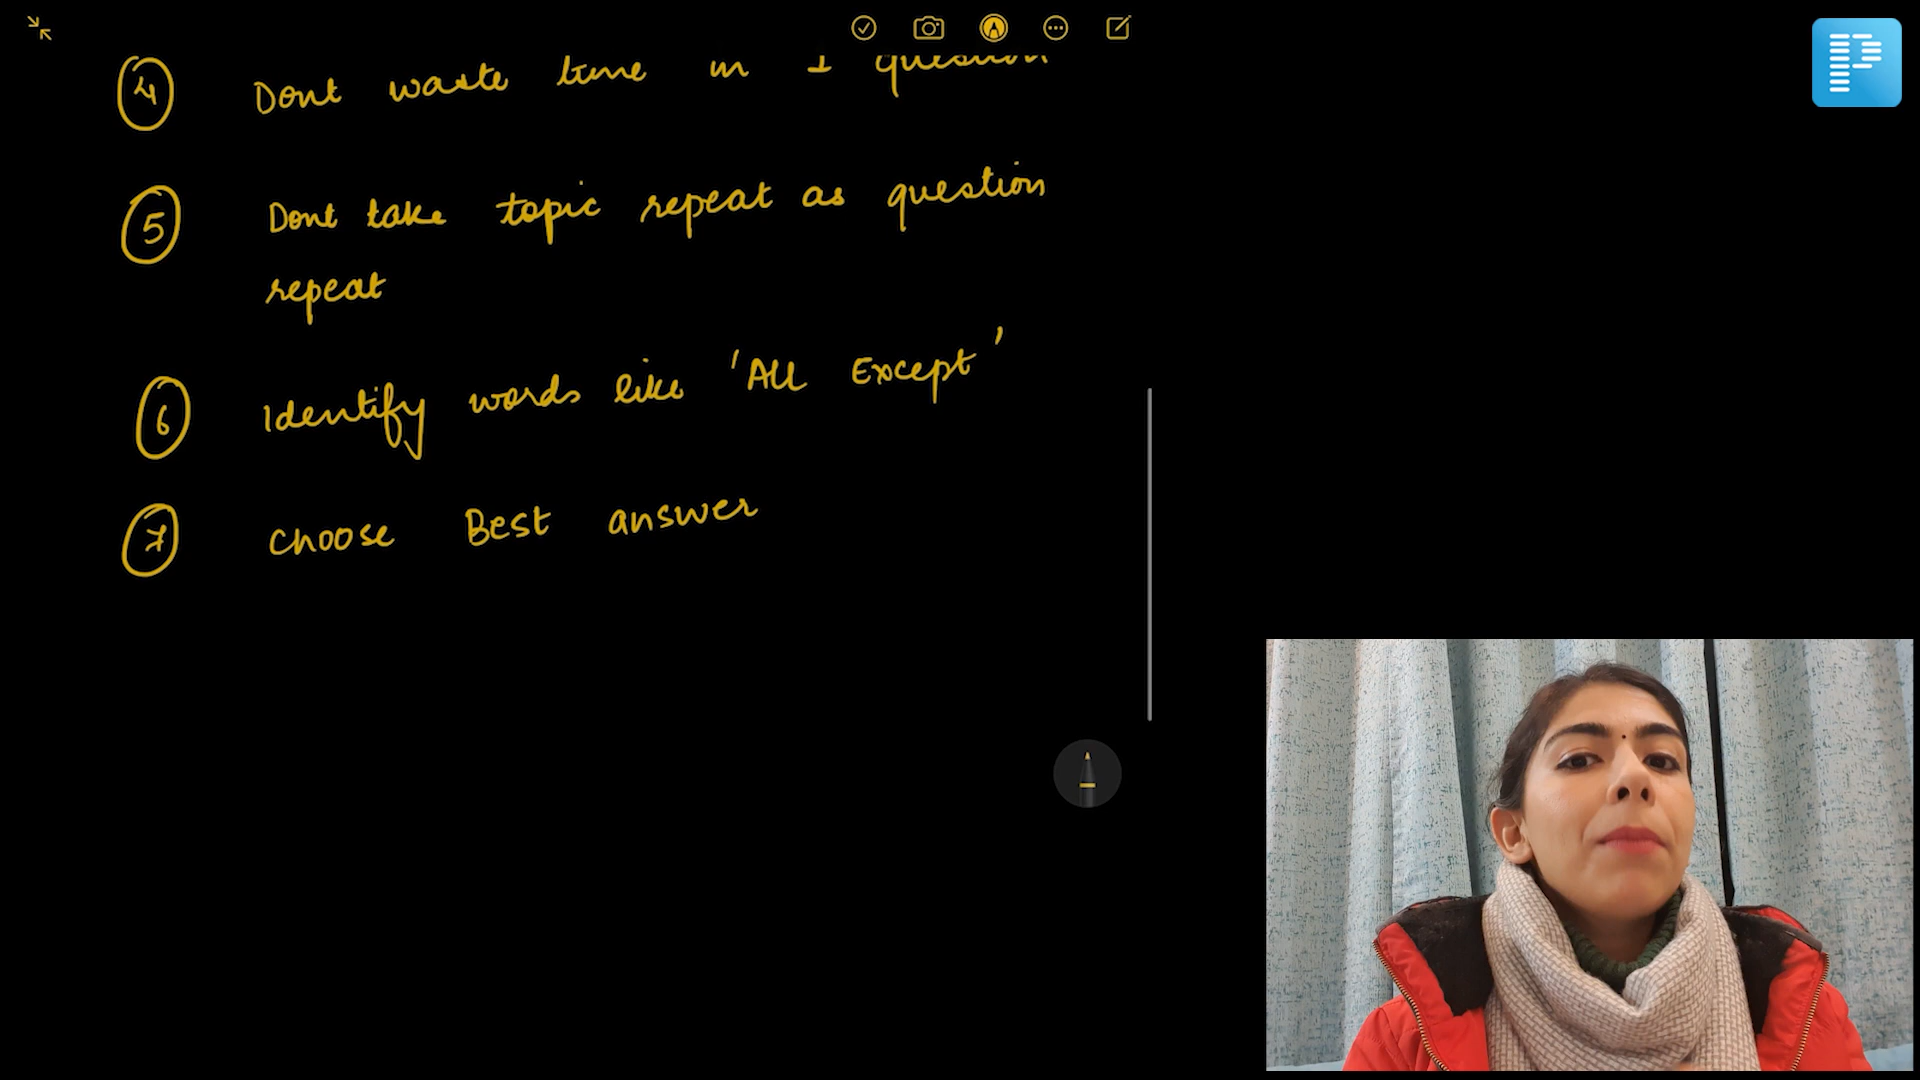 4 Dont waste time in 1 question
5 Dont take topic repeat as question
repeat
6 Identify words like 'All Except'
7 Choose Best answer
P